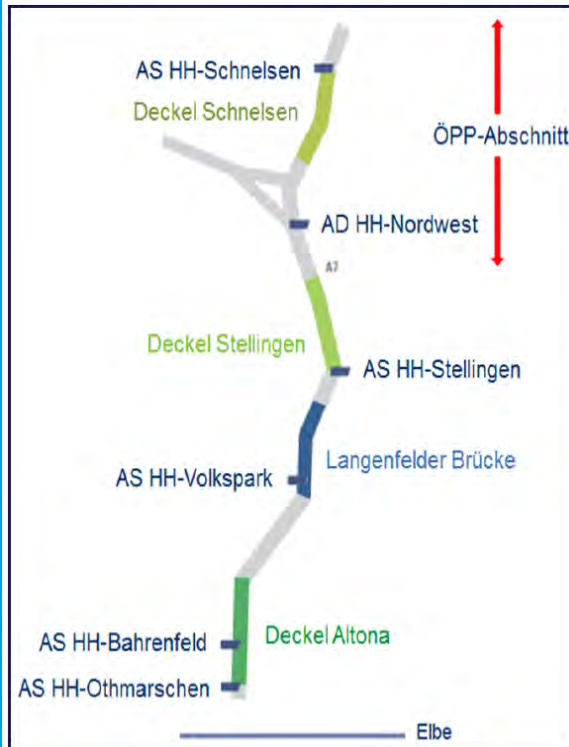 AS HH-Schnelsen
Deckel Schnelsen
ÖPP-Abschnitt
AD HH-Nordwest
A7
Deckel Stellingen
AS HH-Stellingen
Langenfelder Brücke
AS HH-Volkspark
AS HH-Bahrenfeld
Deckel Altona
AS HH-Othmarschen
Elbe